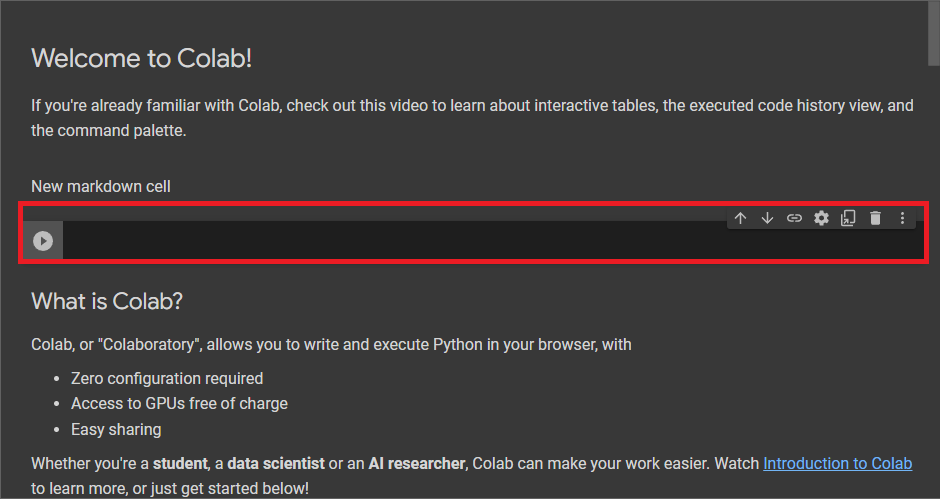 Welcome to Colab!
If you're already familiar with Colab, check out this video to learn about interactive tables, the executed code history view, and
the command palette.
New markdown cell
What is Colab?
Colab, or "Colaboratory", allows you to write and execute Python in your browser, with
• Zero configuration required
• Access to GPUs free of charge
• Easy sharing
Whether you're a student, a data scientist or an AI researcher, Colab can make your work easier. Watch Introduction to Colab
to learn more, or just get started below!